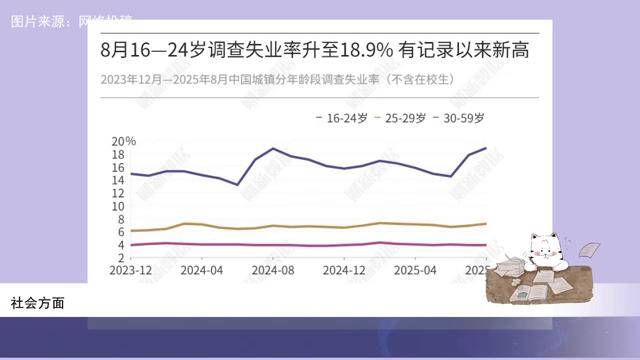 图片来源：网络投稿
8月16—24岁调查失业率升至18.9% 有记录以来新高
2023年12月—2025年8月中国城镇分年龄段调查失业率（不含在校生）
16-24岁 25-29岁 30-59岁
20%
18
16
14
12
10
8
6
4
2
2023-12 2024-04 2024-08 2024-12 2025-04 2025
社会方面